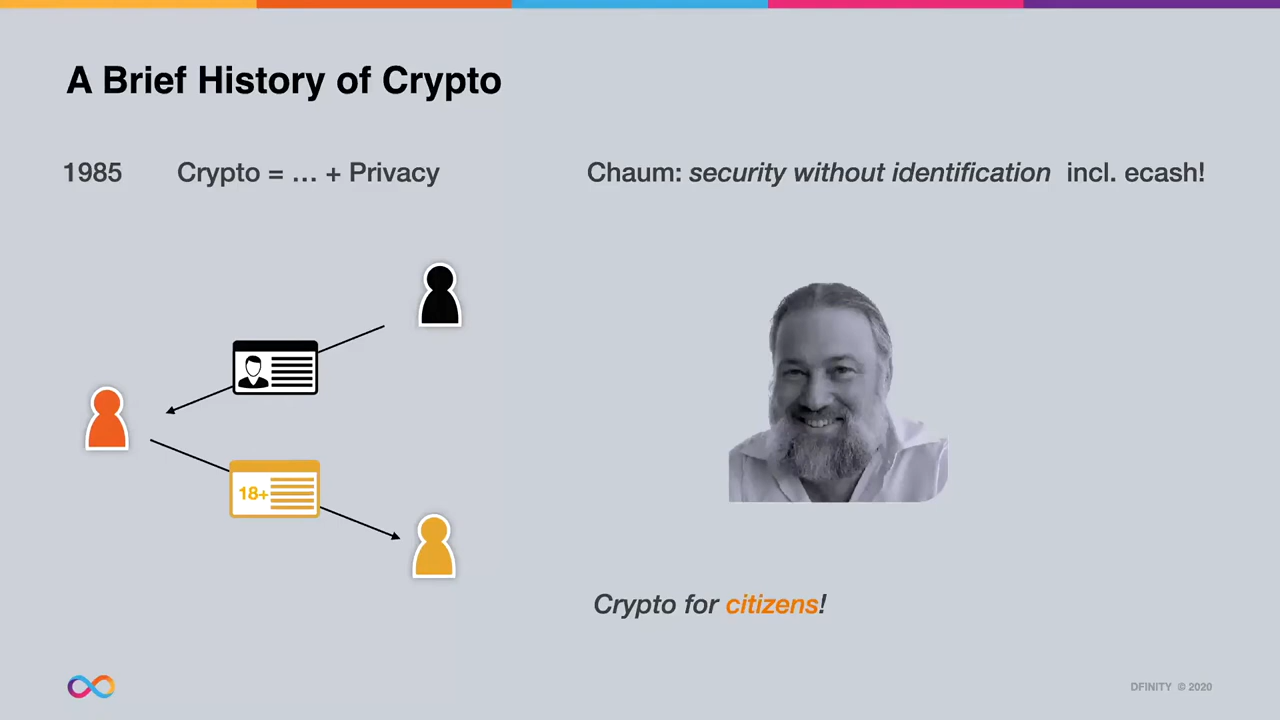 A Brief History of Crypto
1985 Crypto = … + Privacy Chaum: security without identification incl. ecash!
18+
Crypto for citizens!
DFINITY © 2020